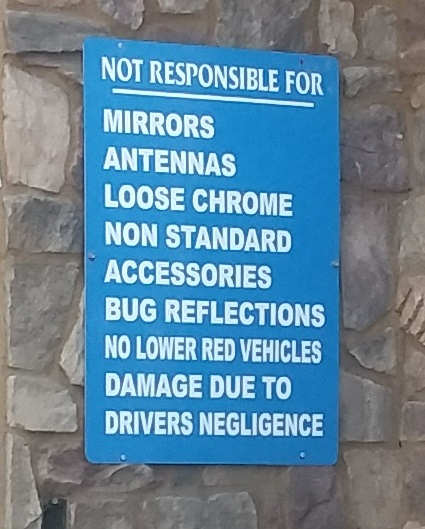 NOT RESPONSIBLE FOR
MIRRORS
ANTENNAS
LOOSE CHROME
NON STANDARD
ACCESSORIES
BUG REFLECTIONS
NO LOWER RED VEHICLES
DAMAGE DUE TO
DRIVERS NEGLIGENCE